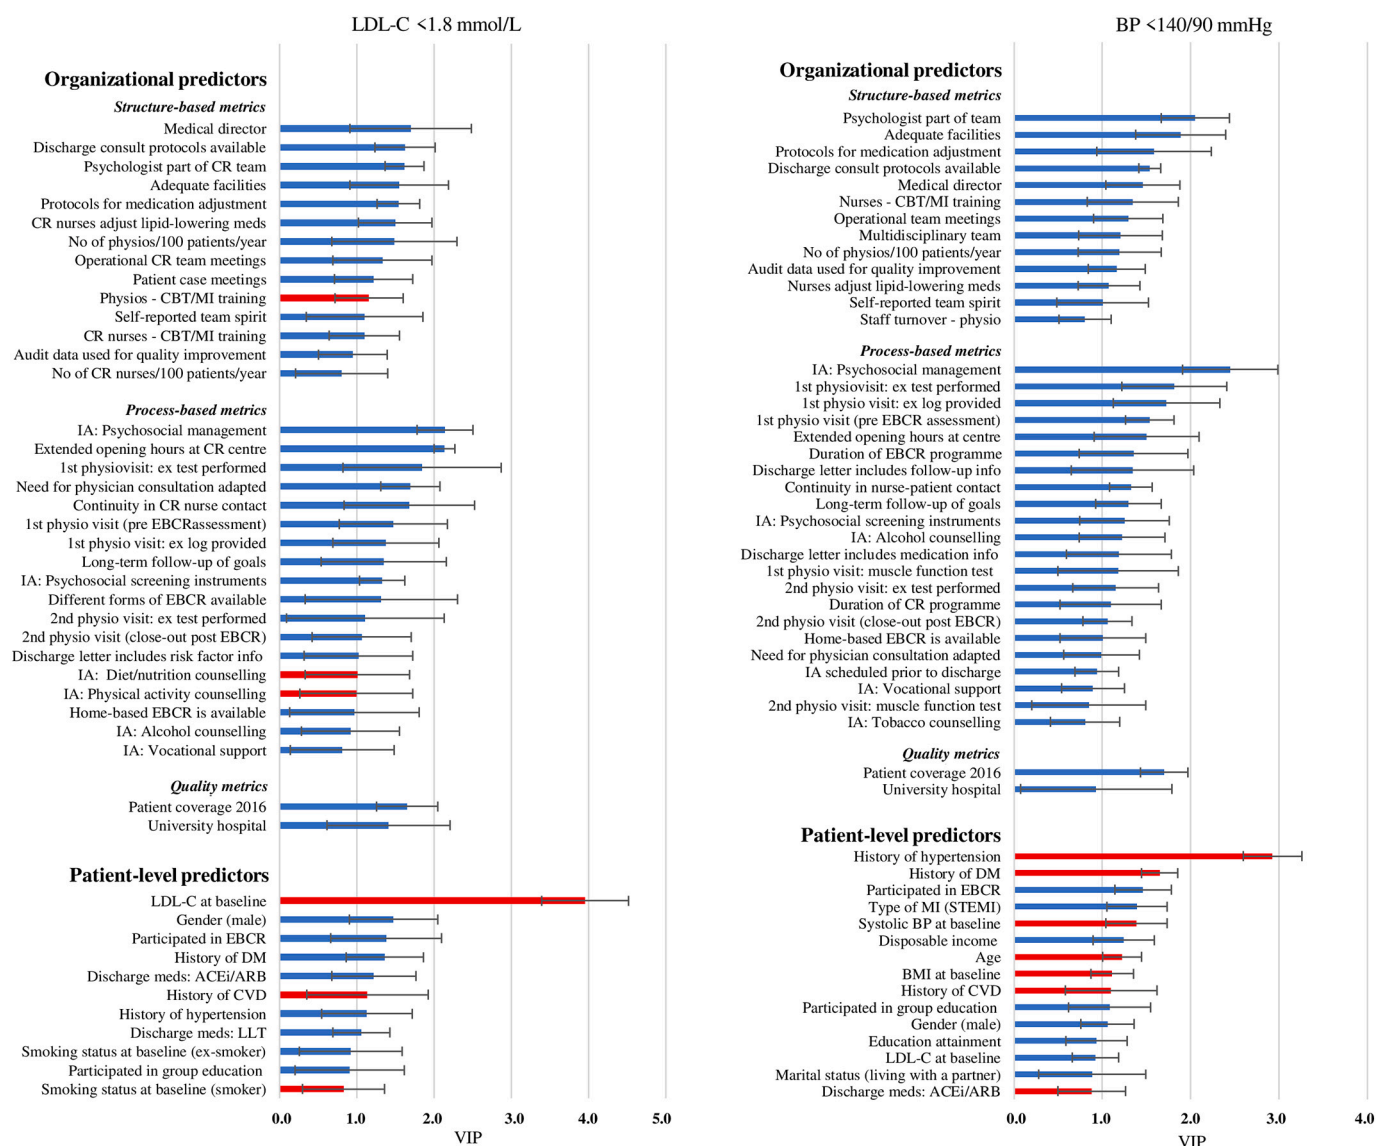 LDL-C <1.8 mmol/L
Organizational predictors
Structure-based metrics
Medical director
Discharge consult protocols available
Psychologist part of CR team
Adequate facilities
Protocols for medication adjustment
CR nurses adjust lipid-lowering meds
No of physios/100 patients/year
Operational CR team meetings
Patient case meetings
Physios - CBT/MI training
Self-reported team spirit
CR nurses - CBT/MI training
Audit data used for quality improvement
No of CR nurses/100 patients/year
Process-based metrics
IA: Psychosocial management
Extended opening hours at CR centre
1st physiovisit: ex test performed
Need for physician consultation adapted
Continuity in CR nurse contact
1st physio visit (pre EBCRassessment)
1st physio visit: ex log provided
Long-term follow-up of goals
IA: Psychosocial screening instruments
Different forms of EBCR available
2nd physio visit: ex test performed
2nd physio visit (close-out post EBCR)
Discharge letter includes risk factor info
IA: Diet/nutrition counselling
IA: Physical activity counselling
Home-based EBCR is available
IA: Alcohol counselling
IA: Vocational support
Quality metrics
Patient coverage 2016
University hospital
Patient-level predictors
LDL-C at baseline
Gender (male)
Participated in EBCR
History of DM
Discharge meds: ACEi/ARB
History of CVD
History of hypertension
Discharge meds: LLT
Smoking status at baseline (ex-smoker)
Participated in group education
Smoking status at baseline (smoker)
0.0 1.0 2.0 3.0 4.0 5.0
VIP
BP <140/90 mmHg
Organizational predictors
Structure-based metrics
Psychologist part of team
Adequate facilities
Protocols for medication adjustment
Discharge consult protocols available
Medical director
Nurses - CBT/MI training
Operational team meetings
Multidisciplinary team
No of physios/100 patients/year
Audit data used for quality improvement
Nurses adjust lipid-lowering meds
Self-reported team spirit
Staff turnover - physio
Process-based metrics
IA: Psychosocial management
1st physiovisit: ex test performed
1st physio visit: ex log provided
1st physio visit (pre EBCR assessment)
Extended opening hours at centre
Duration of EBCR programme
Discharge letter includes follow-up info
Continuity in nurse-patient contact
Long-term follow-up of goals
IA: Psychosocial screening instruments
IA: Alcohol counselling
Discharge letter includes medication info
1st physio visit: muscle function test
2nd physio visit: ex test performed
Duration of CR programme
2nd physio visit (close-out post EBCR)
Home-based EBCR is available
Need for physician consultation adapted
IA scheduled prior to discharge
IA: Vocational support
2nd physio visit: muscle function test
IA: Tobacco counselling
Quality metrics
Patient coverage 2016
University hospital
Patient-level predictors
History of hypertension
History of DM
Participated in EBCR
Type of MI (STEMI)
Systolic BP at baseline
Disposable income
Age
BMI at baseline
History of CVD
Participated in group education
Gender (male)
Education attainment
LDL-C at baseline
Marital status (living with a partner)
Discharge meds: ACEi/ARB
0.0 1.0 2.0 3.0 4.0
VIP